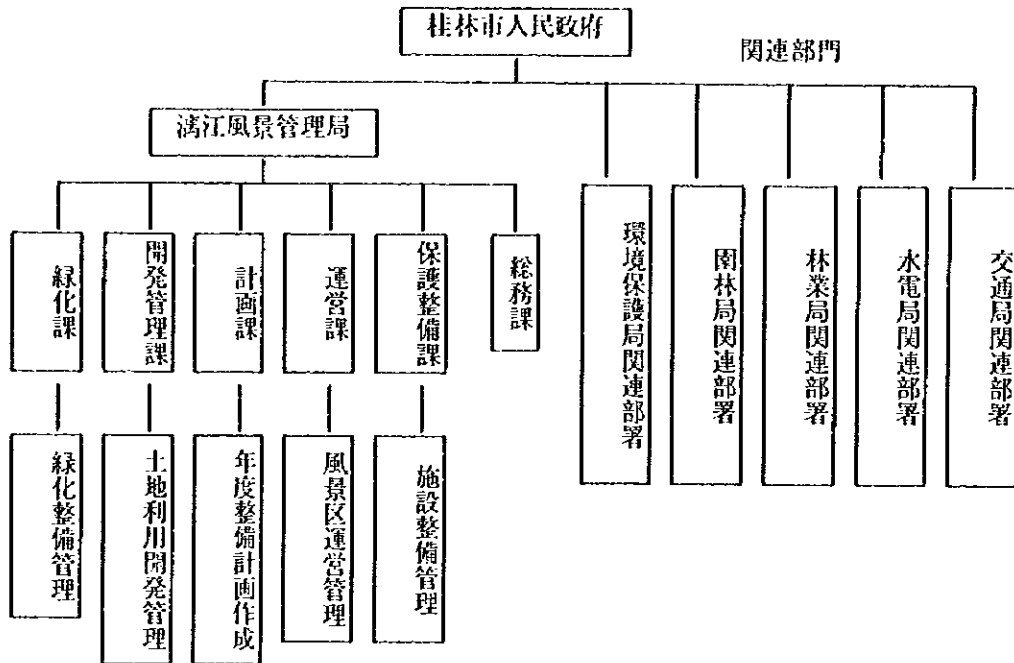 桂林市人民政府
関連部門
漓江風景管理局
緑化課
開発管理課
計画課
運営課
保護整備課
総務課
環境保護局関連部署
園林局関連部署
林業局関連部署
水電局関連部署
交通局関連部署
緑化整備管理
土地利用開発管理
年度整備計画作成
風景区運営管理
施設整備管理